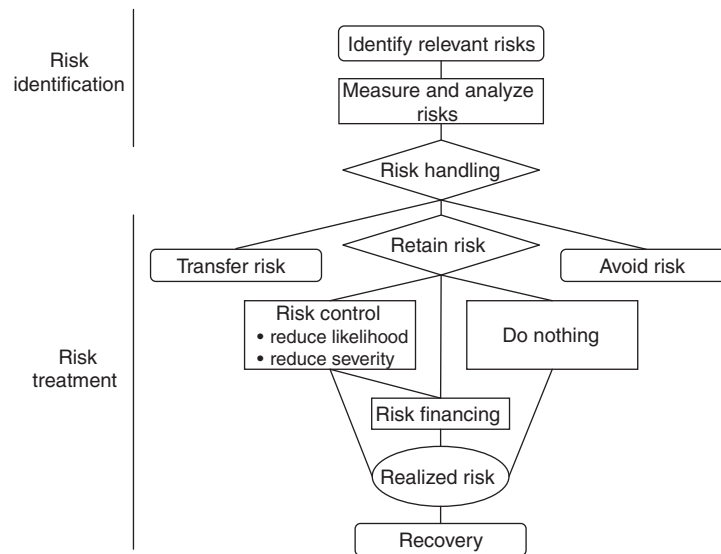 Risk
identification
Identify relevant risks
Measure and analyze
risks
Risk handling
Risk
treatment
Transfer risk
Retain risk
Avoid risk
Risk control
• reduce likelihood
• reduce severity
Do nothing
Risk financing
Realized risk
Recovery